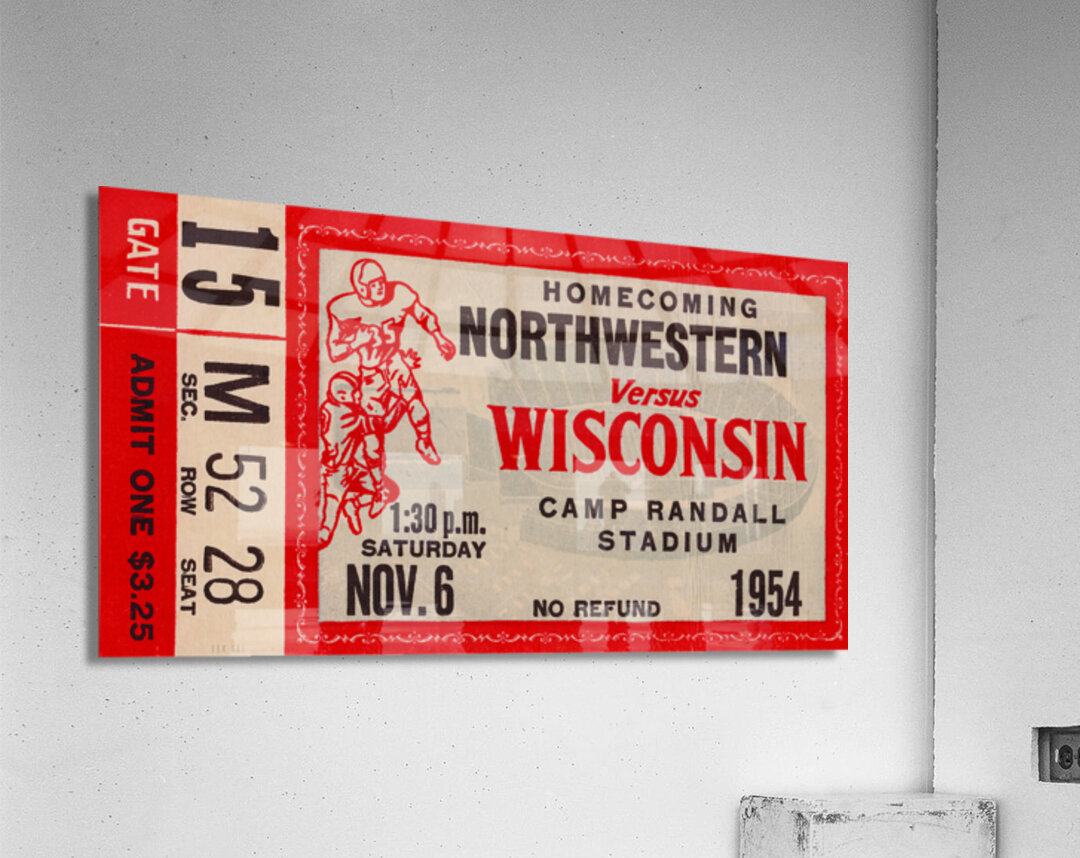 GATE
15
ADMIT ONE $3.25
M
SEC.
52
ROW
28
SEAT
HOMECOMING
NORTHWESTERN
Versus
WISCONSIN
CAMP RANDALL
STADIUM
1:30 p.m.
SATURDAY
NOV. 6
NO REFUND
1954